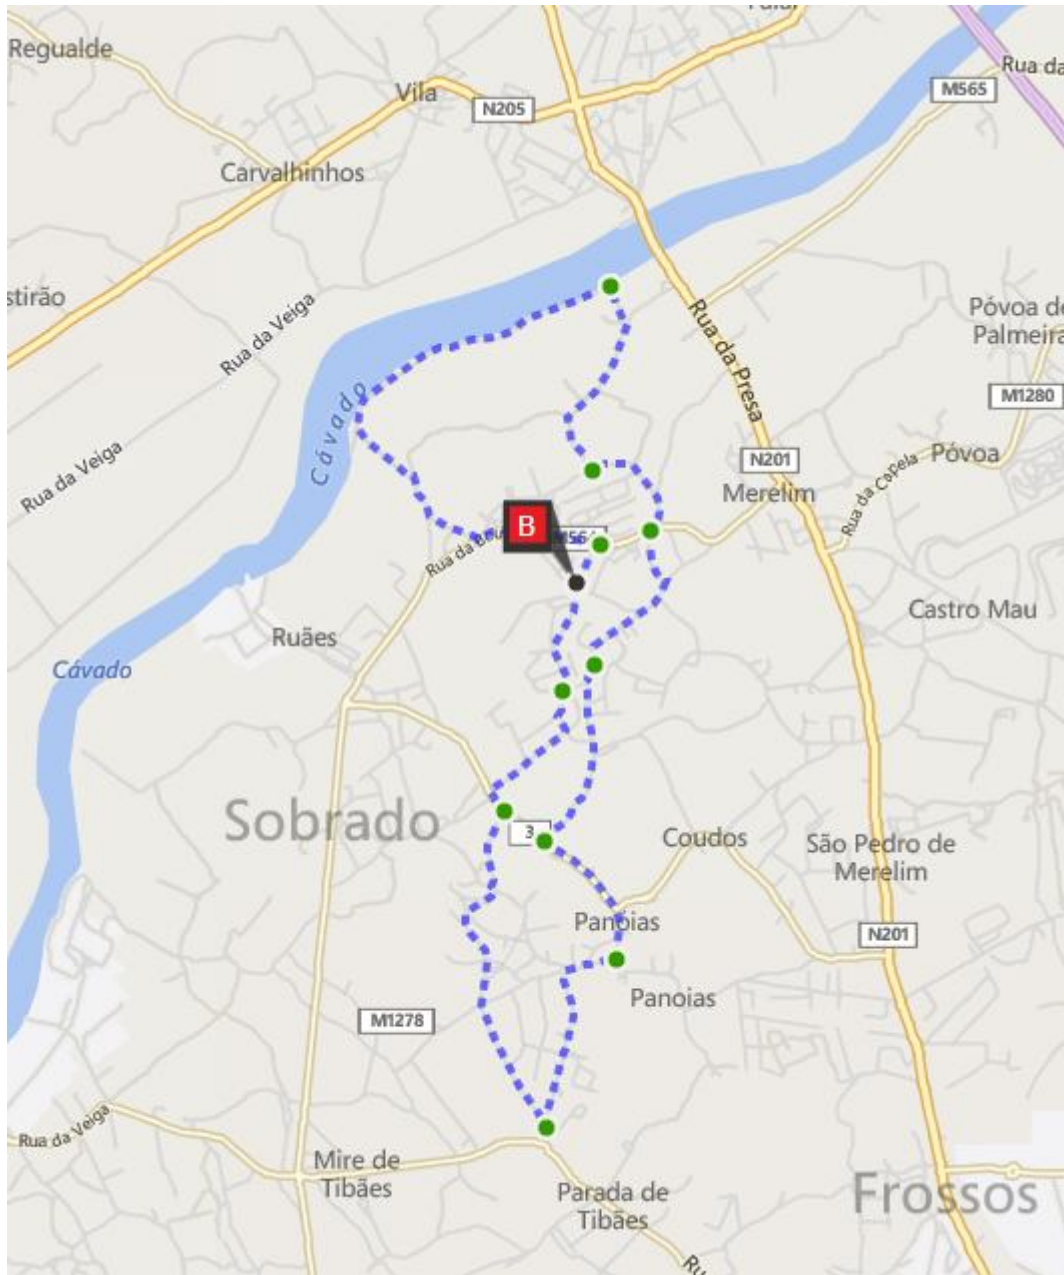 Regualde
Vila
N205
Rua da
M565
Carvalhinhos
stirão
Rua da Veiga
Póvoa de
Palmeira
Rua da Presa
M1280
Cávado
Rua da Veiga
N201
Merelim
Rua da Capela
Póvoa
B
Rua da
Castro Mau
Ruães
Cávado
Sobrado
3
Coudos
São Pedro de
Merelim
Panoias
N201
Panoias
M1278
Rua da Veiga
Mire de
Tibães
Parada de
Tibães
Frossos